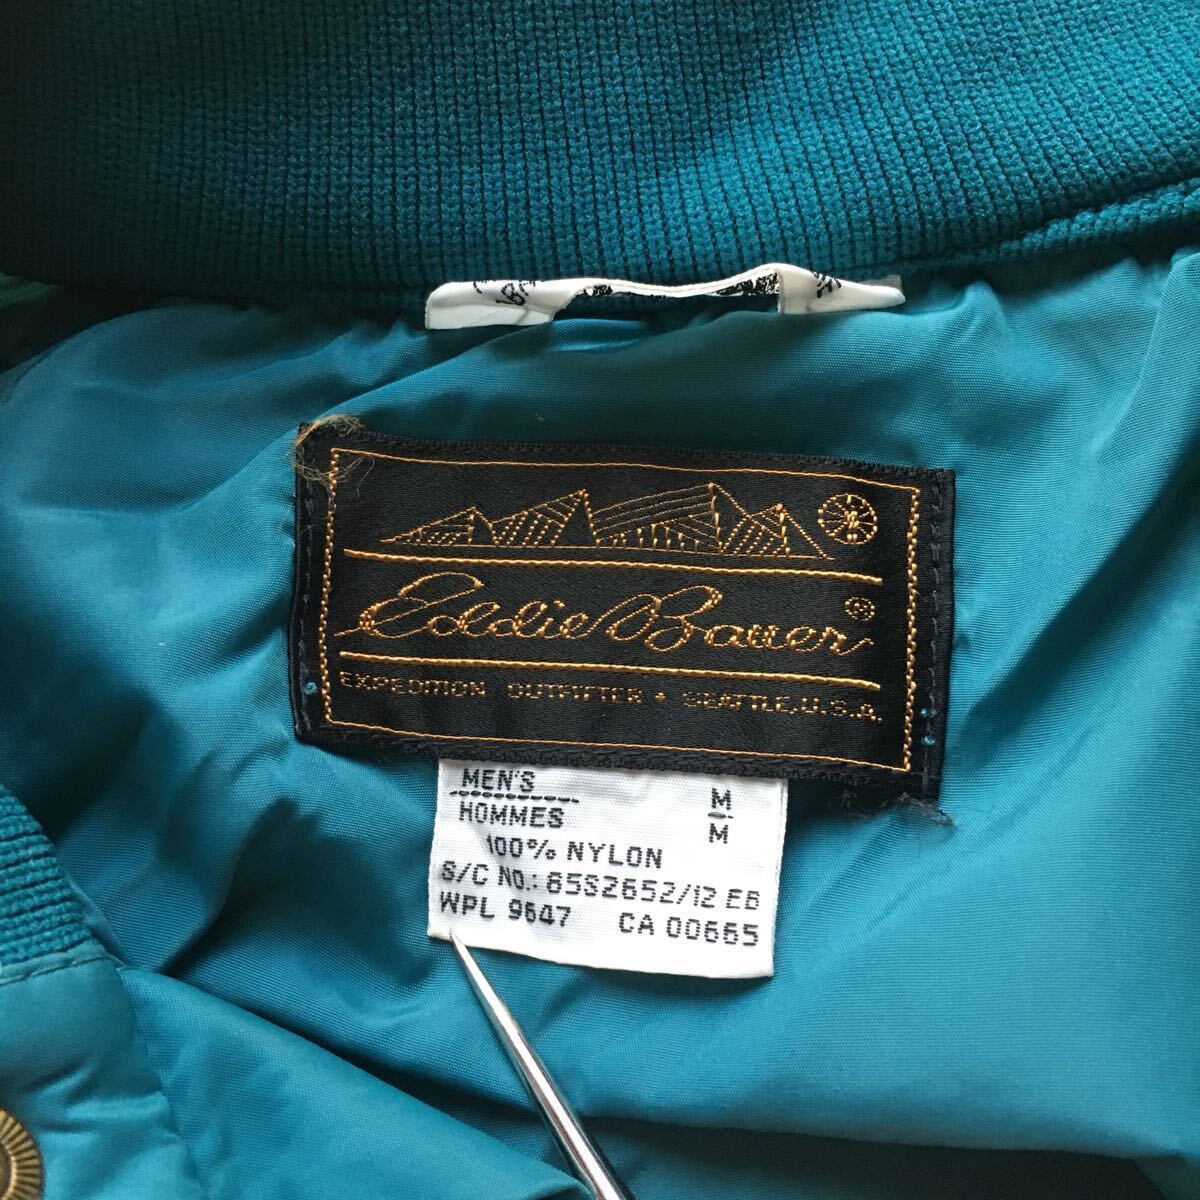 Eddie Bauer ®
EXPEDITION OUTFITTER • SEATTLE, U.S.A.
MEN'S M
HOMMES M
100% NYLON
S/C NO.: 65S2652/12 EB
WPL 9647 CA 00665